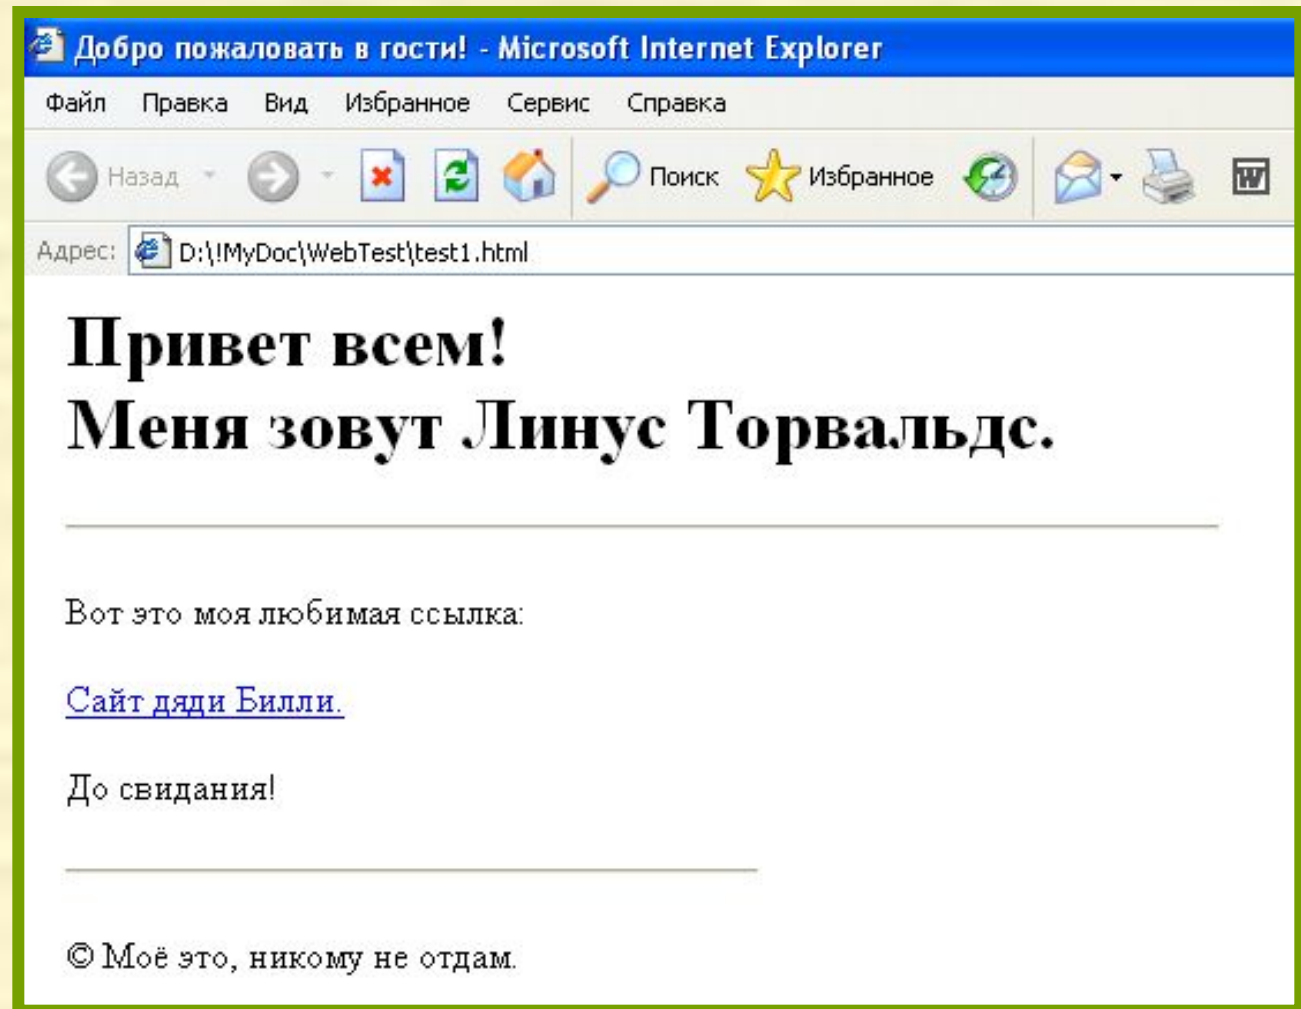 Добро пожаловать в гости! - Microsoft Internet Explorer
Файл Правка Вид Избранное Сервис Справка
Назад Поиск Избранное W
Адрес: D:\!MyDoc\WebTest\test1.html
Привет всем!
Меня зовут Линус Торвальдс.
Вот это моя любимая ссылка:
Сайт дяди Билли.
До свидания!
© Моё это, никому не отдам.